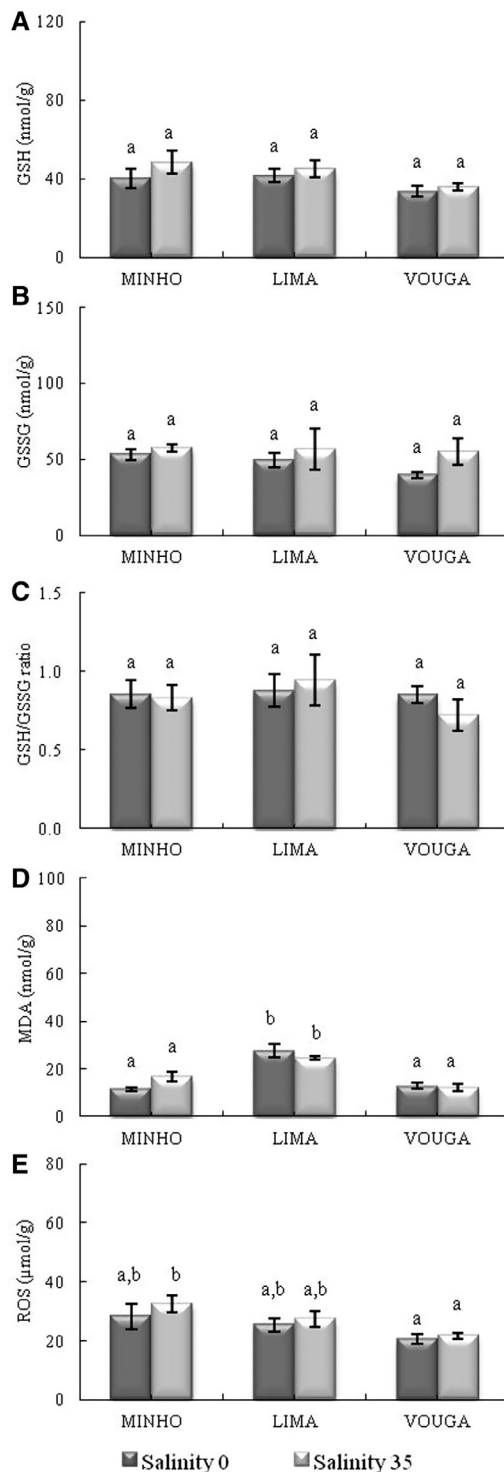 A
GSH (nmol/g)
120
80
40
0
a a a a a a
MINHO LIMA VOUGA
B
GSSG (nmol/g)
150
100
50
0
a a a a a a
MINHO LIMA VOUGA
C
GSH/GSSG ratio
1.5
1.0
0.5
0.0
a a a a a a
MINHO LIMA VOUGA
D
MDA (nmol/g)
100
80
60
40
20
0
a a b b a a
MINHO LIMA VOUGA
E
ROS (µmol/g)
80
60
40
20
0
a,b b a,b a,b a a
MINHO LIMA VOUGA
Salinity 0 Salinity 35